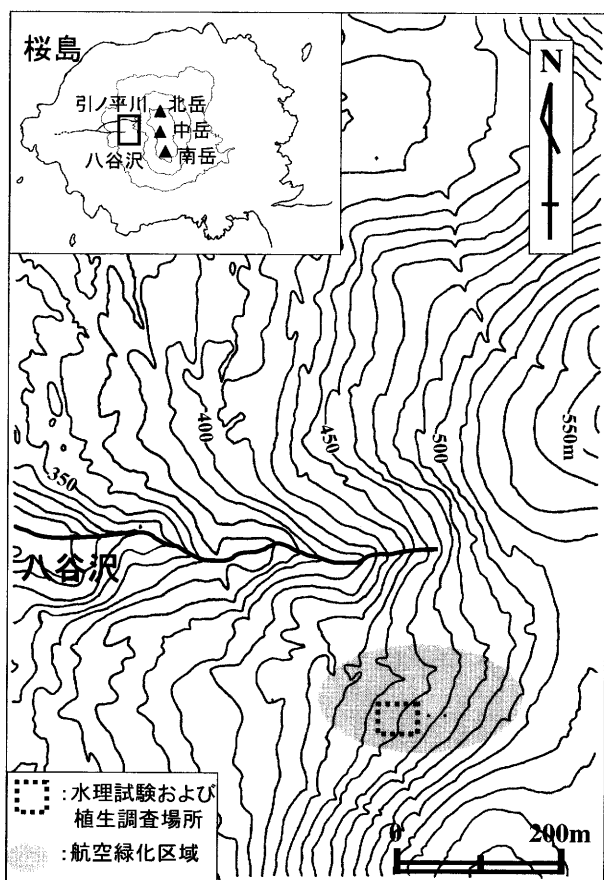 桜島
引ノ平川
北岳
中岳
南岳
八谷沢
N
400
450
500
550m
350
八谷沢
:水理試験および
植生調査場所
:航空緑化区域
0
200m